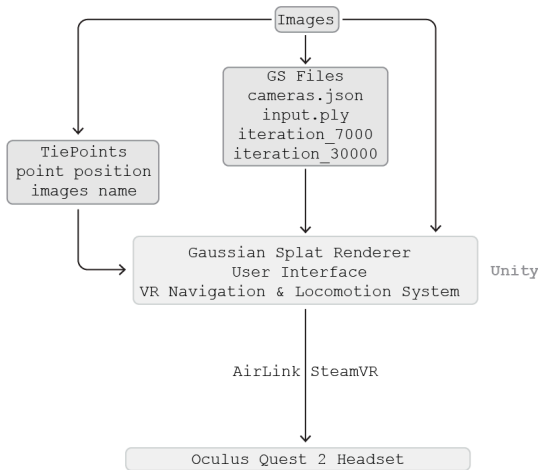 Images
GS Files
cameras.json
input.ply
iteration_7000
iteration_30000
TiePoints
point position
images name
Gaussian Splat Renderer
User Interface
VR Navigation & Locomotion System
Unity
AirLink SteamVR
Oculus Quest 2 Headset